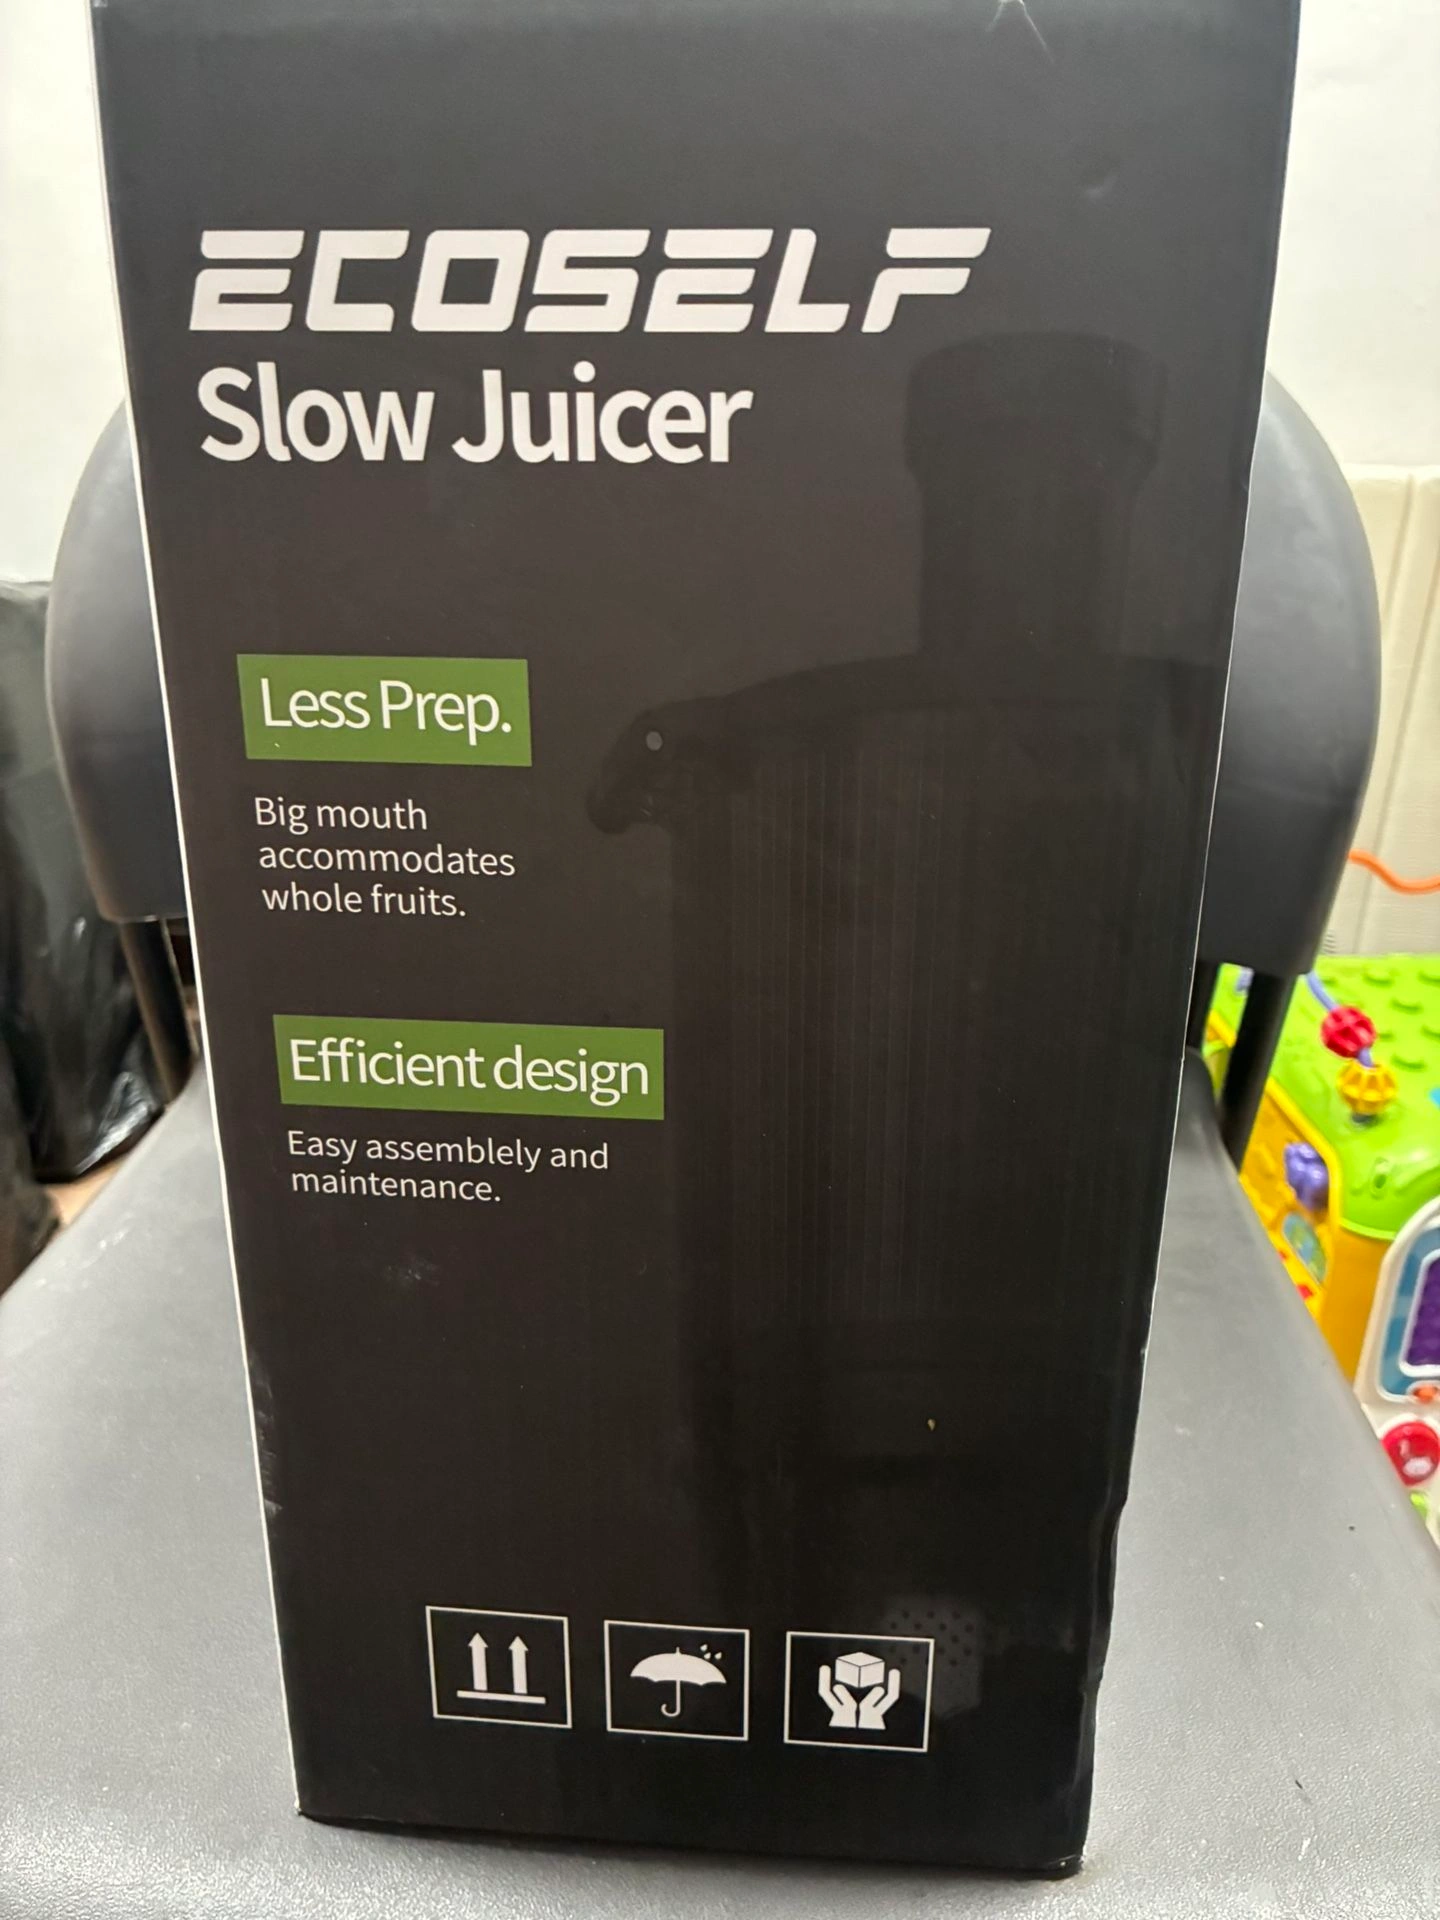 ECOSELF
Slow Juicer
Less Prep.
Big mouth
accommodates
whole fruits.
Efficient design
Easy assemblely and
maintenance.